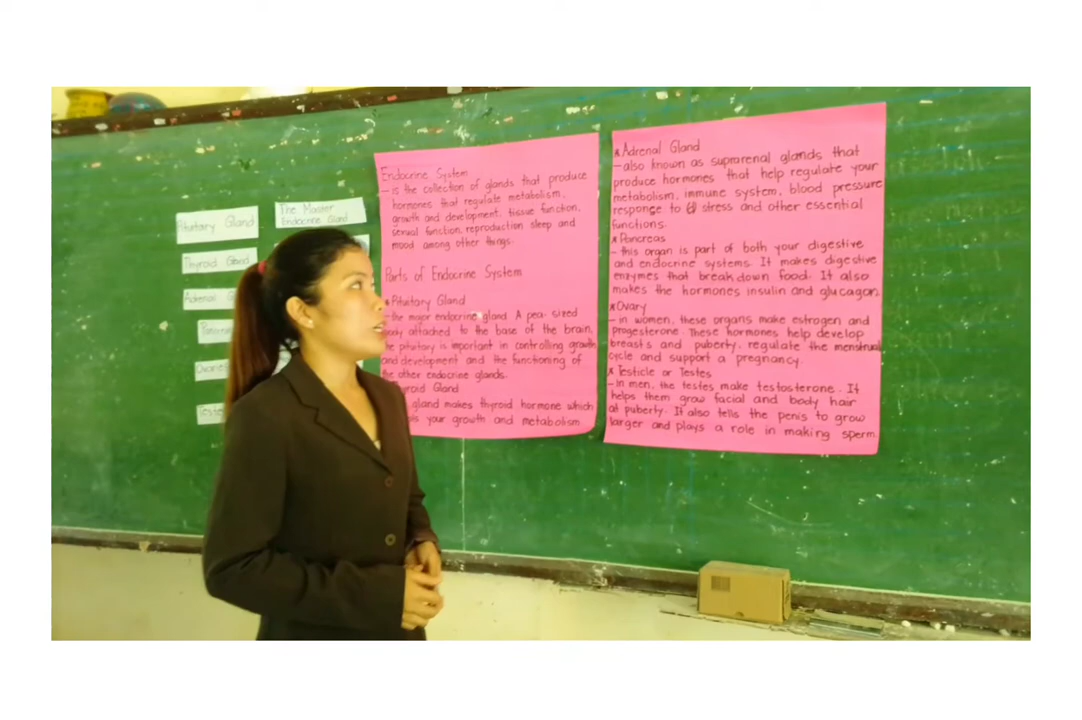 Pituitary Gland
The Master
Endocrine Gland
Thyroid Gland
Adrenal
Endocrine System
- is the collection of glands that produce
hormones that regulate metabolism,
growth and development, tissue function,
sexual function, reproduction sleep and
mood among other things.
Parts of Endocrine System
* Pituitary Gland
- the major endocrine gland. A pea-sized
body attached to the base of the brain,
the pituitary is important in controlling growth
and development and the functioning of
the other endocrine glands.
Thyroid Gland
gland makes thyroid hormone which
your growth and metabolism
* Adrenal Gland
- also known as suprarenal glands that
produce hormones that help regulate your
metabolism, immune system, blood pressure
response to stress and other essential
functions.
* Pancreas
- this organ is part of both your digestive
and endocrine systems. It makes digestive
enzymes that break down food. It also
makes the hormones insulin and glucagon
* Ovary
- in women, these organs make estrogen and
progesterone. These hormones help develop
breasts and puberty, regulate the menstrual
cycle and support a pregnancy.
* Testicle or Testes
- In men, the testes make testosterone. It
helps them grow facial and body hair
at puberty. It also tells the penis to grow
larger and plays a role in making sperm.